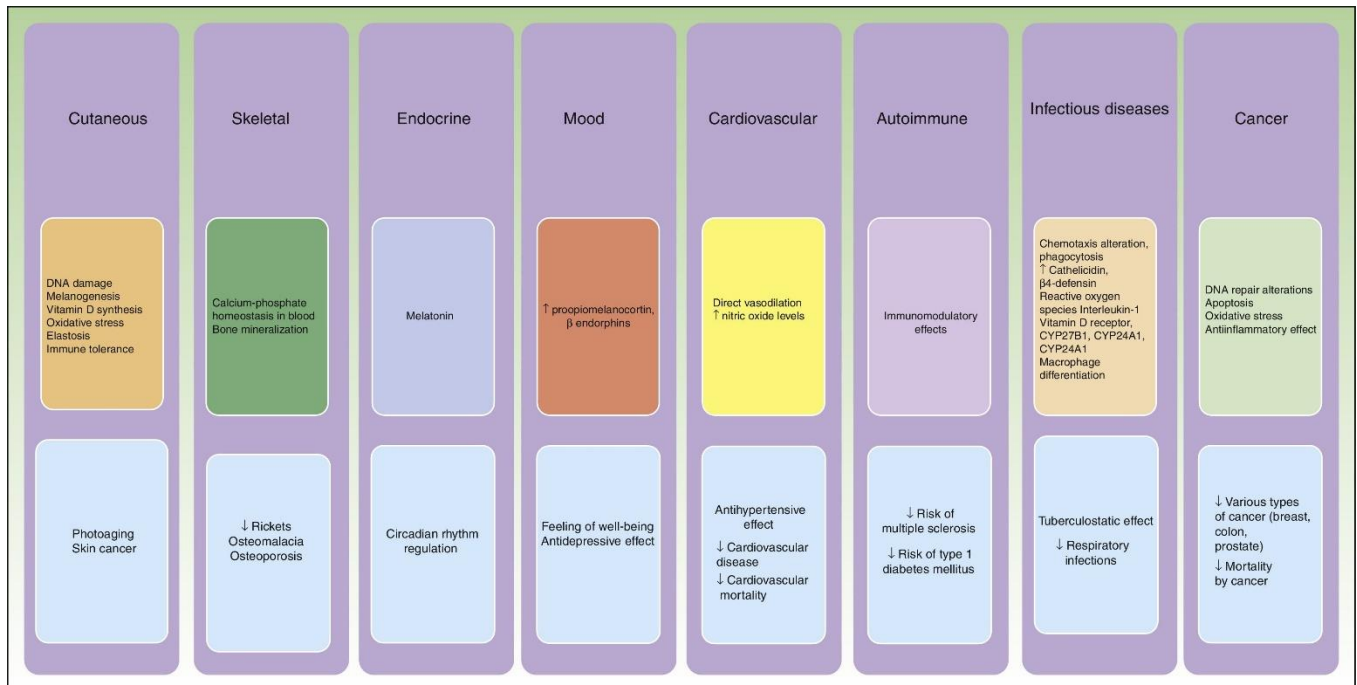 Cutaneous
DNA damage
Melanogenesis
Vitamin D synthesis
Oxidative stress
Elastosis
Immune tolerance
Photoaging
Skin cancer
Skeletal
Calcium-phosphate
homeostasis in blood
Bone mineralization
↓ Rickets
Osteomalacia
Osteoporosis
Endocrine
Melatonin
Circadian rhythm
regulation
Mood
↑ proopiomelanocortin,
β endorphins
Feeling of well-being
Antidepressive effect
Cardiovascular
Direct vasodilation
↑ nitric oxide levels
Antihypertensive
effect
↓ Cardiovascular
disease
↓ Cardiovascular
mortality
Autoimmune
Immunomodulatory
effects
↓ Risk of
multiple sclerosis
↓ Risk of type 1
diabetes mellitus
Infectious diseases
Chemotaxis alteration,
phagocytosis
↑ Cathelicidin,
β4-defensin
Reactive oxygen
species Interleukin-1
Vitamin D receptor,
CYP27B1, CYP24A1,
CYP24A1
Macrophage
differentiation
Tuberculostatic effect
↓ Respiratory
infections
Cancer
DNA repair alterations
Apoptosis
Oxidative stress
Antiinflammatory effect
↓ Various types
of cancer (breast,
colon,
prostate)
↓ Mortality
by cancer